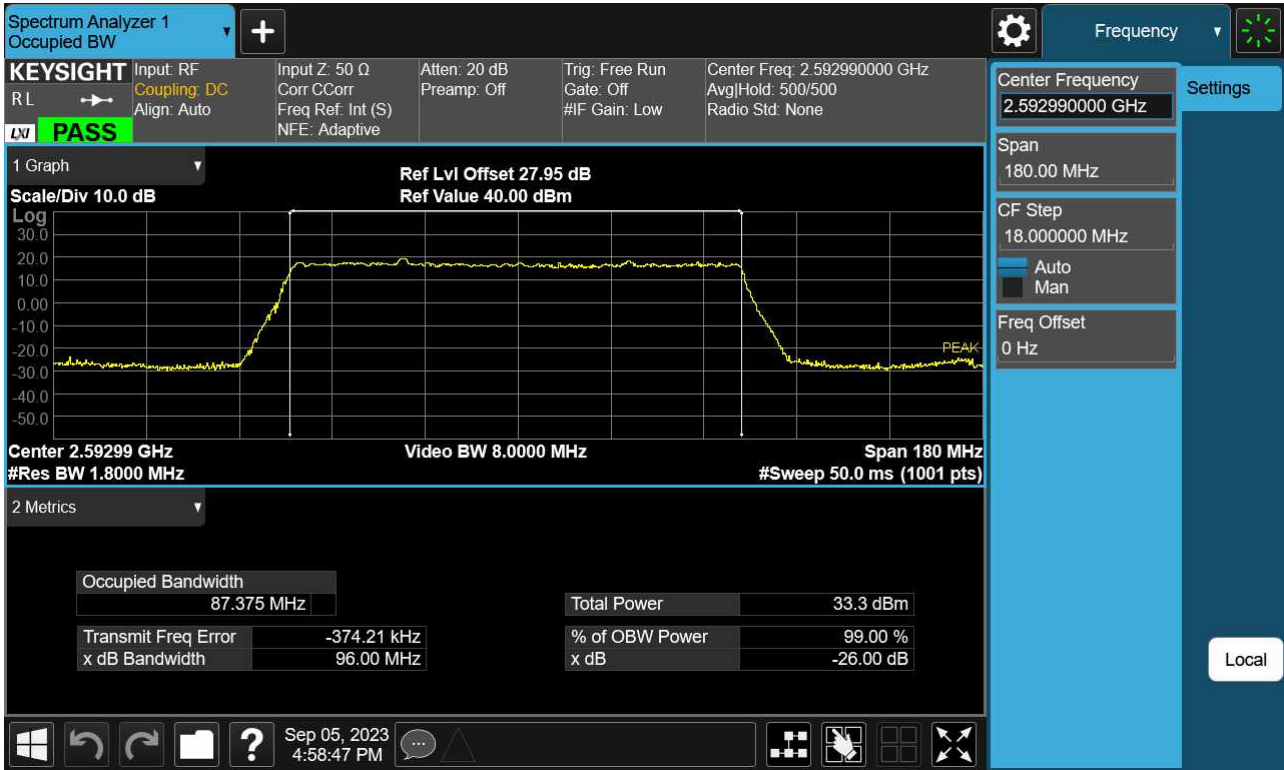 Spectrum Analyzer 1
Occupied BW
Frequency
KEYSIGHT
RL
LXI
PASS
Input: RF
Coupling: DC
Align: Auto
Input Z: 50 Ω
Corr CCorr
Freq Ref: Int (S)
NFE: Adaptive
Atten: 20 dB
Preamp: Off
Trig: Free Run
Gate: Off
#IF Gain: Low
Center Freq: 2.592990000 GHz
Avg|Hold: 500/500
Radio Std: None
Center Frequency
2.592990000 GHz
Settings
Span
180.00 MHz
CF Step
18.000000 MHz
Auto
Man
Freq Offset
0 Hz
Local
1 Graph
Scale/Div 10.0 dB
Ref Lvl Offset 27.95 dB
Ref Value 40.00 dBm
Log
30.0
20.0
10.0
0.00
-10.0
-20.0
-30.0
-40.0
-50.0
PEAK
Center 2.59299 GHz
Video BW 8.0000 MHz
Span 180 MHz
#Res BW 1.8000 MHz
#Sweep 50.0 ms (1001 pts)
2 Metrics
Occupied Bandwidth
87.375 MHz
Total Power 33.3 dBm
Transmit Freq Error -374.21 kHz
% of OBW Power 99.00 %
x dB Bandwidth 96.00 MHz
x dB -26.00 dB
?
Sep 05, 2023
4:58:47 PM